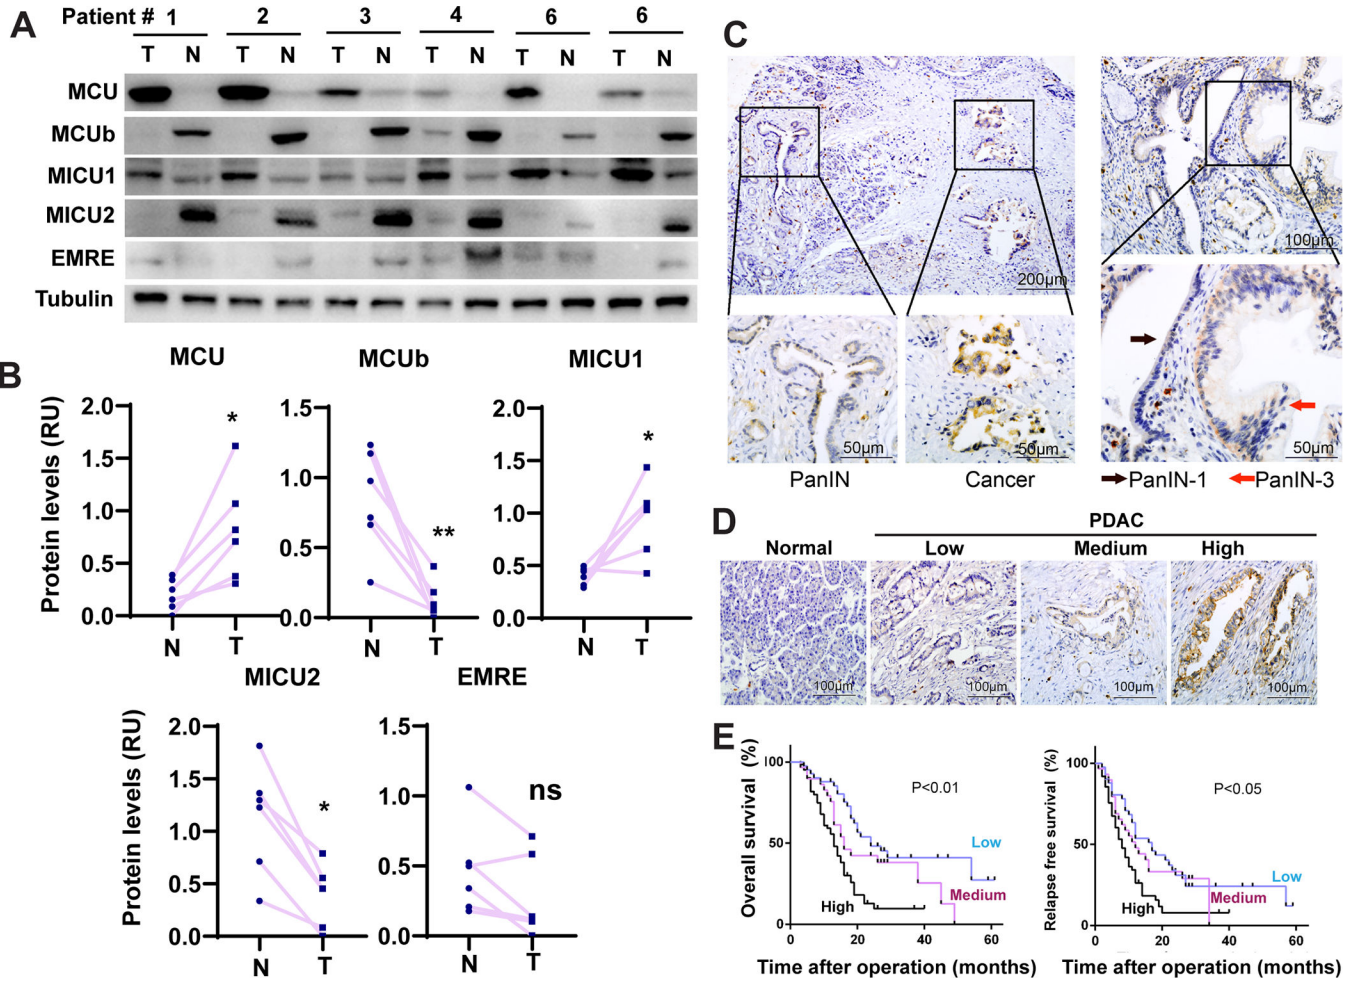 A
Patient # 1 2 3 4 6 6
T N T N T N T N T N T N
MCU
MCUb
MICU1
MICU2
EMRE
Tubulin
B
MCU
Protein levels (RU)
2.0
1.5
1.0
0.5
0.0
*
N T
MCUb
1.5
1.0
0.5
0.0
**
N T
MICU1
2.0
1.5
1.0
0.5
0.0
*
N T
MICU2
Protein levels (RU)
2.0
1.5
1.0
0.5
0.0
*
N T
EMRE
1.5
1.0
0.5
0.0
ns
N T
C
200µm
100µm
50µm
50µm
50µm
PanIN
Cancer
PanIN-1
PanIN-3
D
PDAC
Normal
Low
Medium
High
100µm
100µm
100µm
100µm
E
Overall survival (%)
100
50
0
P<0.01
Low
Medium
High
0 20 40 60
Time after operation (months)
Relapse free survival (%)
100
50
0
P<0.05
Low
Medium
High
0 20 40 60
Time after operation (months)